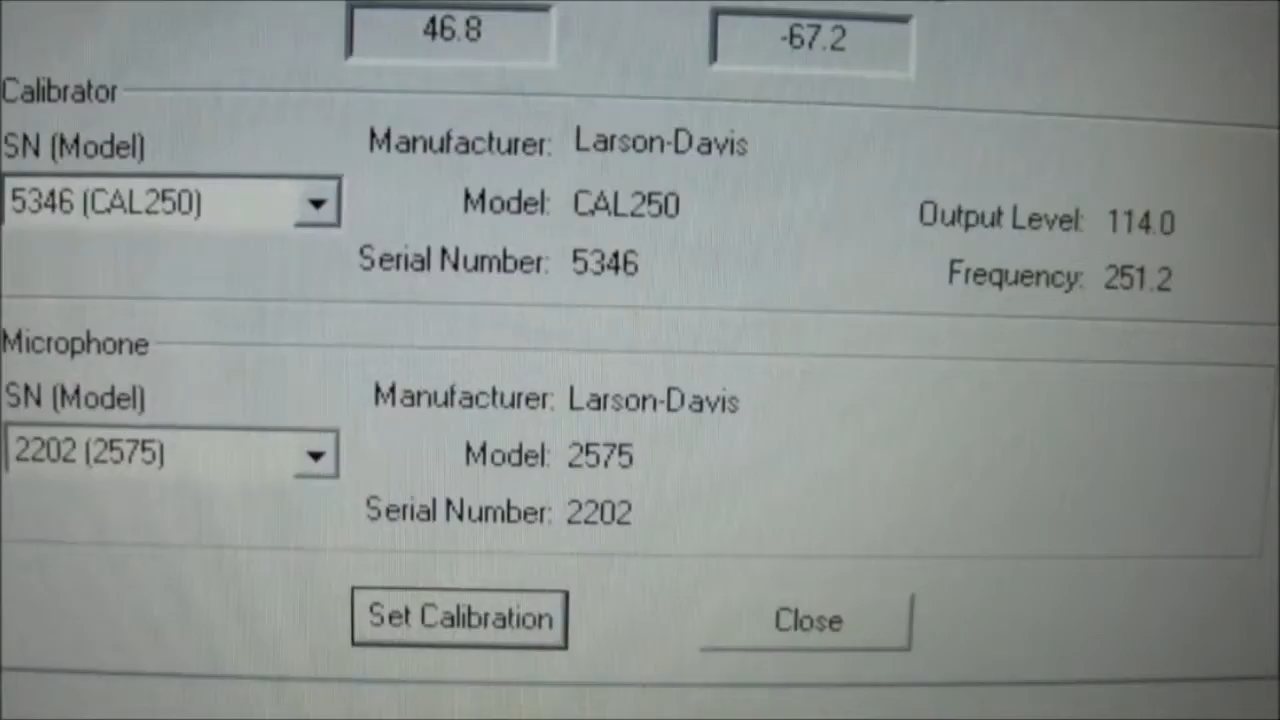 46.8 -67.2
Calibrator
SN (Model) Manufacturer: Larson-Davis
5346 (CAL250) Model: CAL250 Output Level: 114.0
Serial Number: 5346 Frequency: 251.2
Microphone
SN (Model) Manufacturer: Larson-Davis
2202 (2575) Model: 2575
Serial Number: 2202
Set Calibration Close